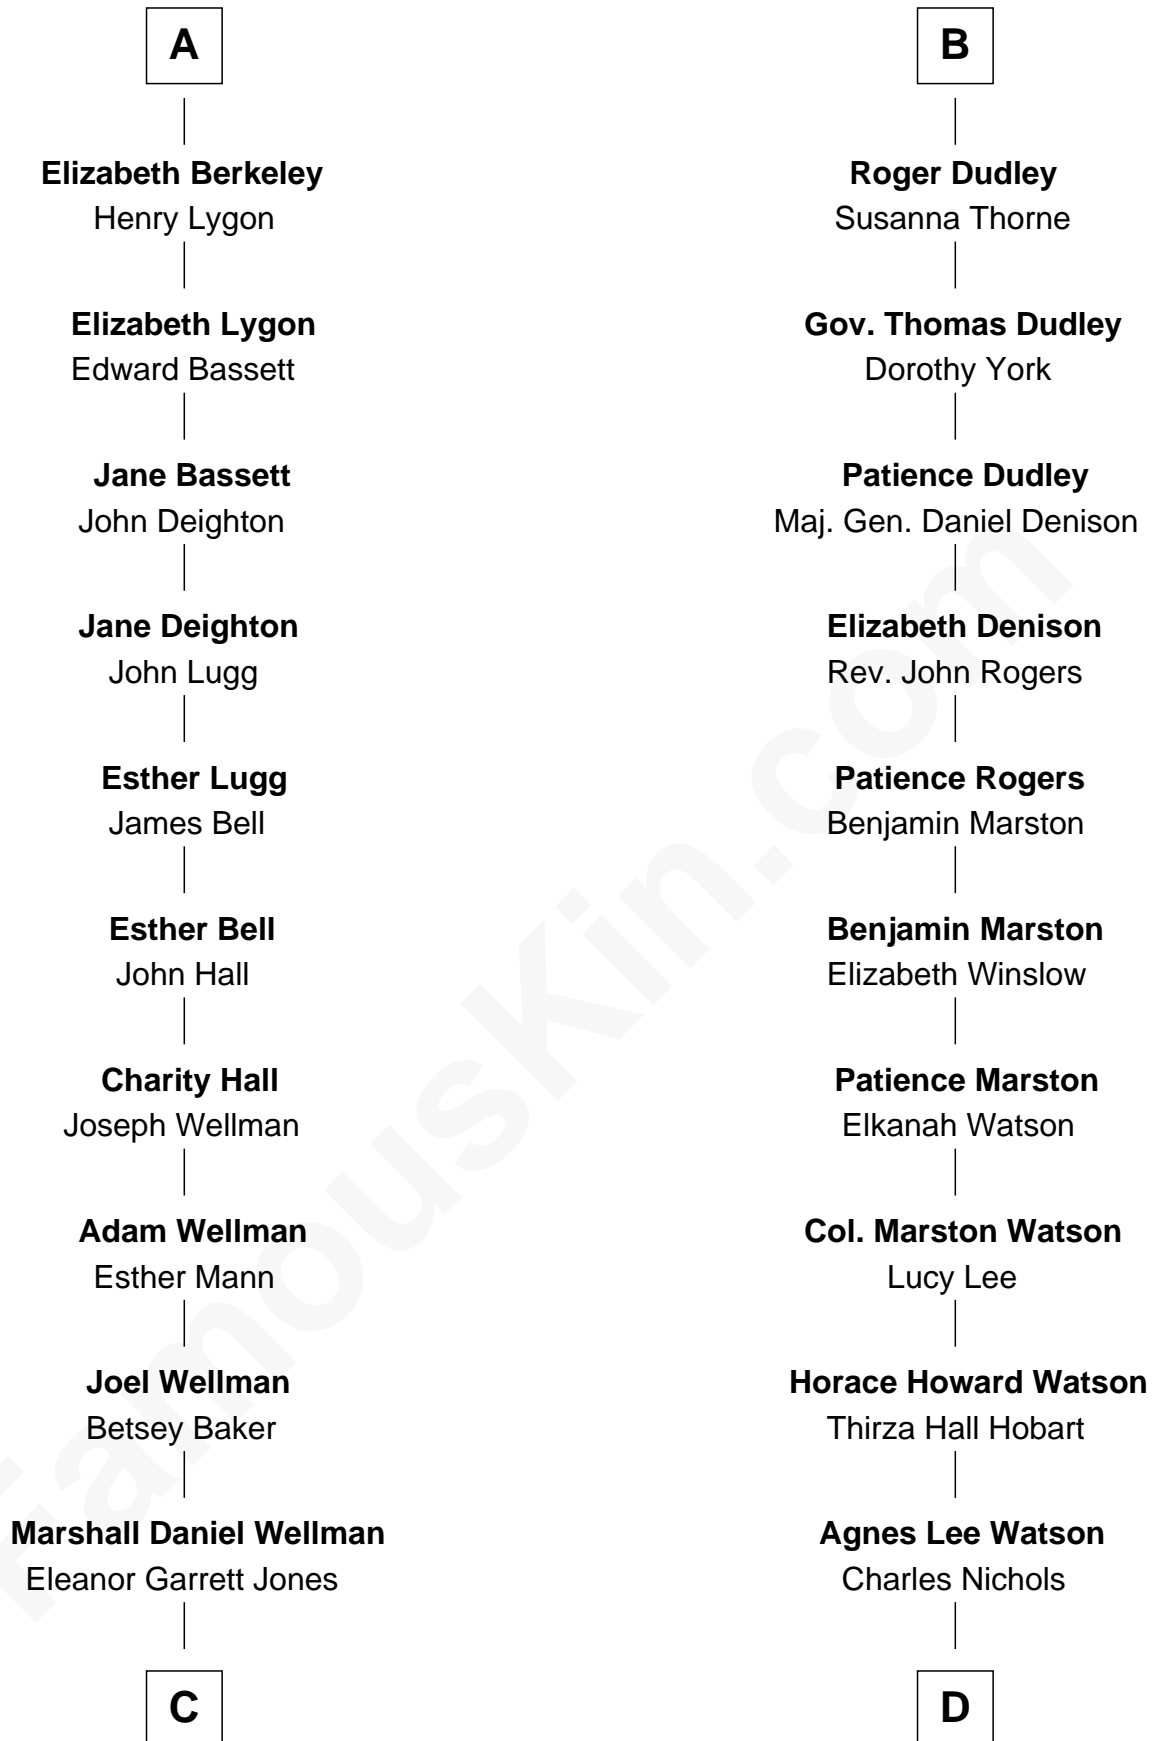 A
Elizabeth Berkeley
Henry Lygon
Elizabeth Lygon
Edward Bassett
Jane Bassett
John Deighton
Jane Deighton
John Lugg
Esther Lugg
James Bell
Esther Bell
John Hall
Charity Hall
Joseph Wellman
Adam Wellman
Esther Mann
Joel Wellman
Betsey Baker
Marshall Daniel Wellman
Eleanor Garrett Jones
C
B
Roger Dudley
Susanna Thorne
Gov. Thomas Dudley
Dorothy York
Patience Dudley
Maj. Gen. Daniel Denison
Elizabeth Denison
Rev. John Rogers
Patience Rogers
Benjamin Marston
Benjamin Marston
Elizabeth Winslow
Patience Marston
Elkanah Watson
Col. Marston Watson
Lucy Lee
Horace Howard Watson
Thirza Hall Hobart
Agnes Lee Watson
Charles Nichols
D
FamousKin.com